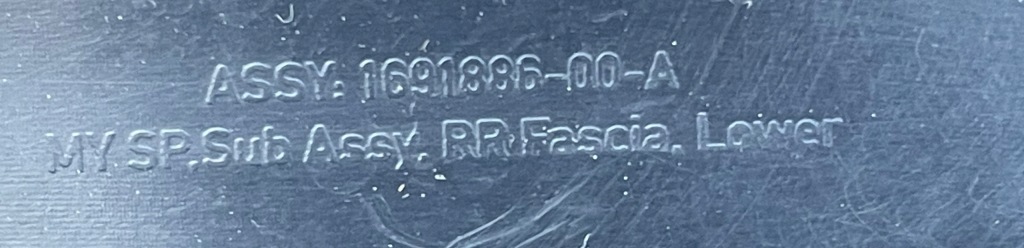 ASSY: 1691886-00-A
MY.SP.Sub Assy. RR.Fascia. Lower